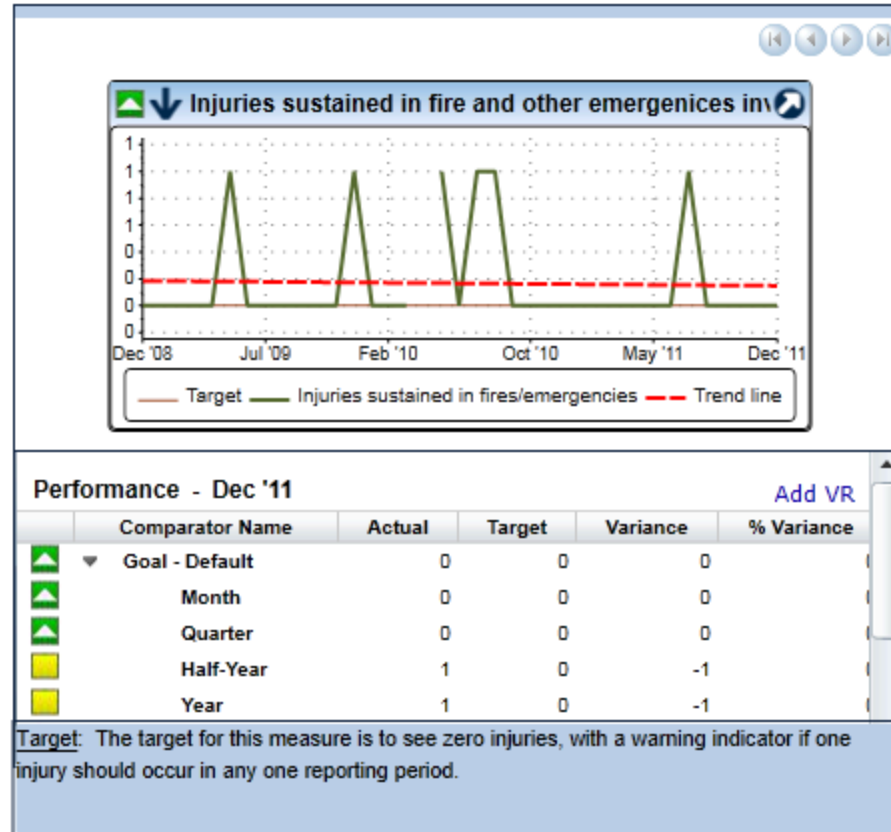 Injuries sustained in fire and other emergenices inv
1
1
1
1
0
0
0
0
Dec '08 Jul '09 Feb '10 Oct '10 May '11 Dec '11
Target Injuries sustained in fires/emergencies Trend line
Performance - Dec '11 Add VR
Comparator Name Actual Target Variance % Variance
Goal - Default 0 0 0
Month 0 0 0
Quarter 0 0 0
Half-Year 1 0 -1
Year 1 0 -1
Target: The target for this measure is to see zero injuries, with a warning indicator if one
injury should occur in any one reporting period.